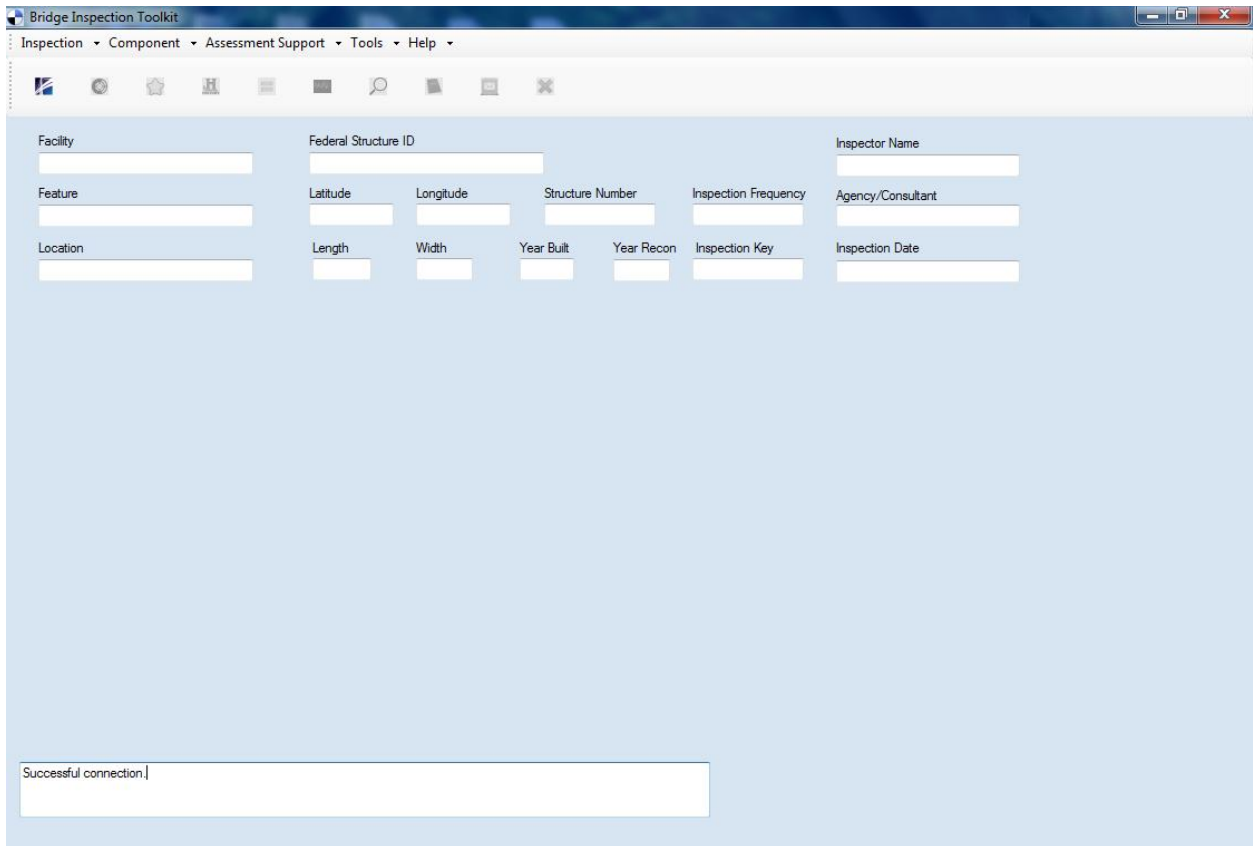 Bridge Inspection Toolkit
Inspection Component Assessment Support Tools Help
Facility Federal Structure ID Inspector Name
Feature Latitude Longitude Structure Number Inspection Frequency Agency/Consultant
Location Length Width Year Built Year Recon Inspection Key Inspection Date
Successful connection.